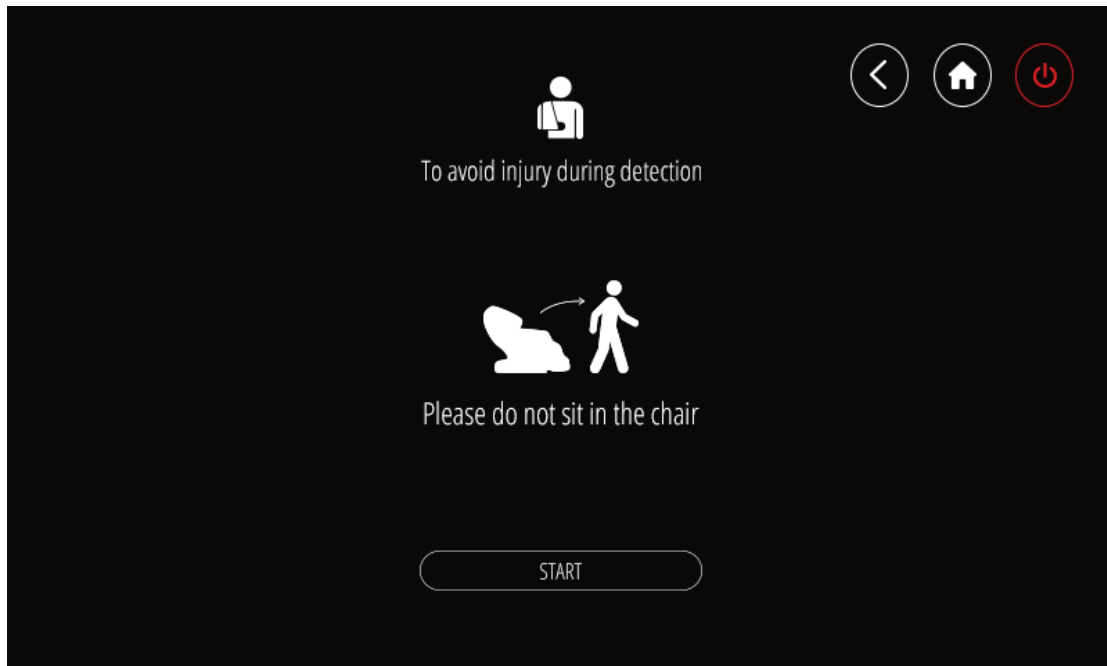 To avoid injury during detection
Please do not sit in the chair
START